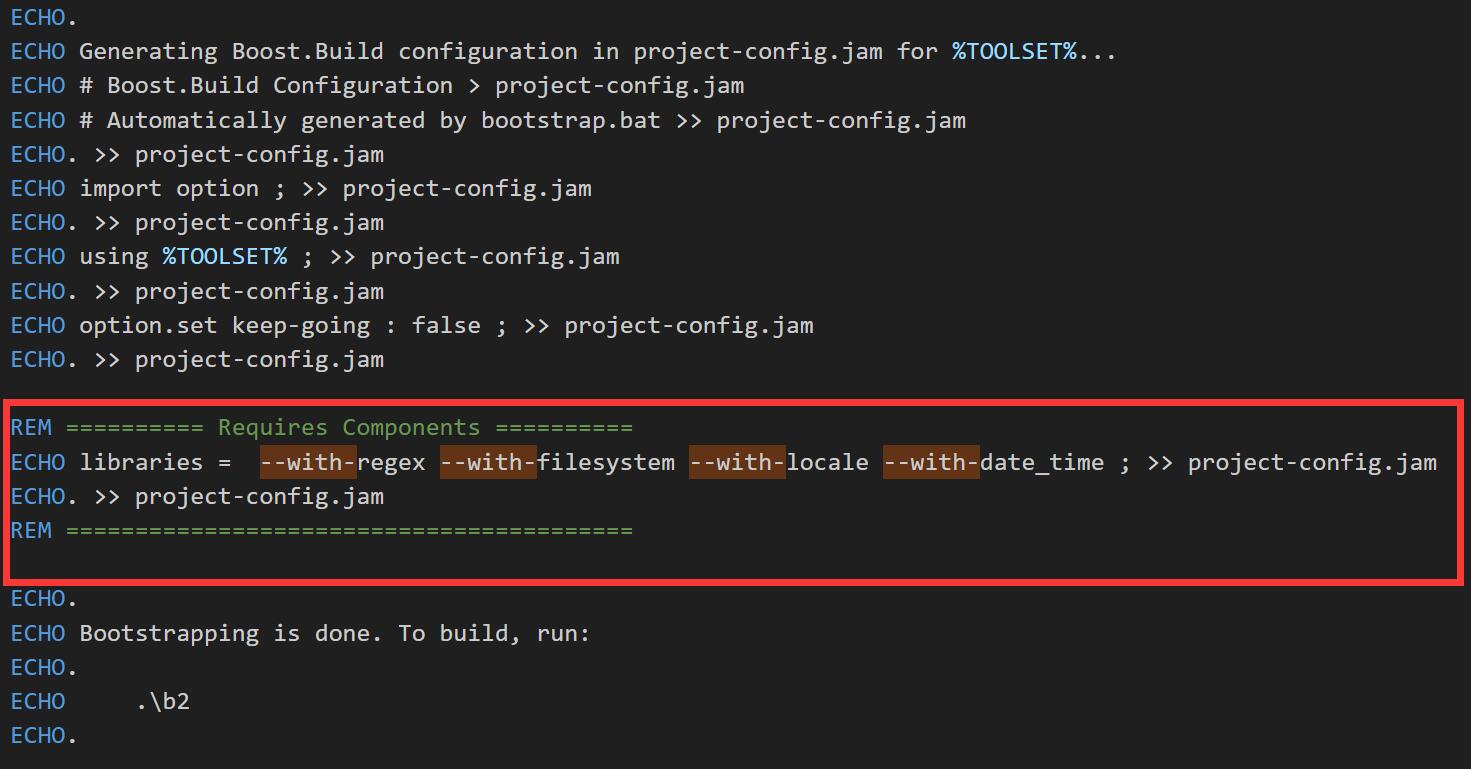 ECHO.
ECHO Generating Boost.Build configuration in project-config.jam for %TOOLSET%...
ECHO # Boost.Build Configuration > project-config.jam
ECHO # Automatically generated by bootstrap.bat >> project-config.jam
ECHO. >> project-config.jam
ECHO import option ; >> project-config.jam
ECHO. >> project-config.jam
ECHO using %TOOLSET% ; >> project-config.jam
ECHO. >> project-config.jam
ECHO option.set keep-going : false ; >> project-config.jam
ECHO. >> project-config.jam
REM ========== Requires Components ==========
ECHO libraries =  --with-regex --with-filesystem --with-locale --with-date_time ; >> project-config.jam
ECHO. >> project-config.jam
REM =========================================
ECHO.
ECHO Bootstrapping is done. To build, run:
ECHO.
ECHO     .\b2
ECHO.